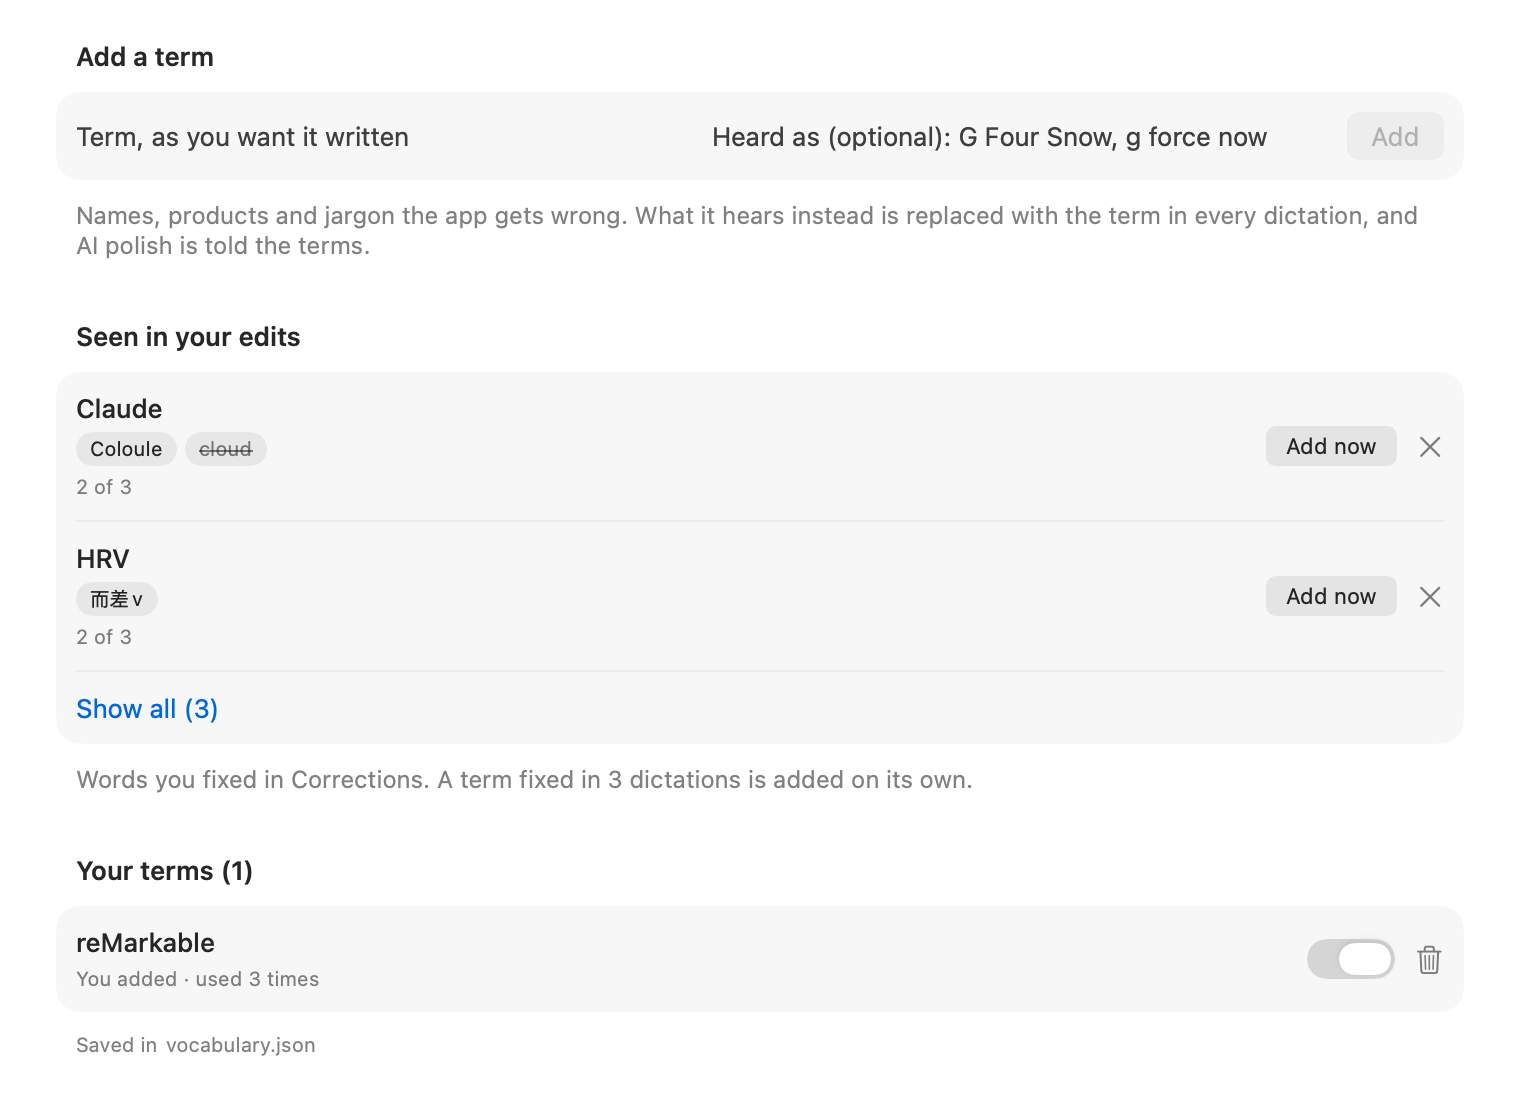 Add a term
Term, as you want it written
Heard as (optional): G Four Snow, g force now
Add
Names, products and jargon the app gets wrong. What it hears instead is replaced with the term in every dictation, and
AI polish is told the terms.
Seen in your edits
Claude
Coloule cloud
2 of 3
Add now
HRV
而差 v
2 of 3
Add now
Show all (3)
Words you fixed in Corrections. A term fixed in 3 dictations is added on its own.
Your terms (1)
reMarkable
You added · used 3 times
Saved in vocabulary.json